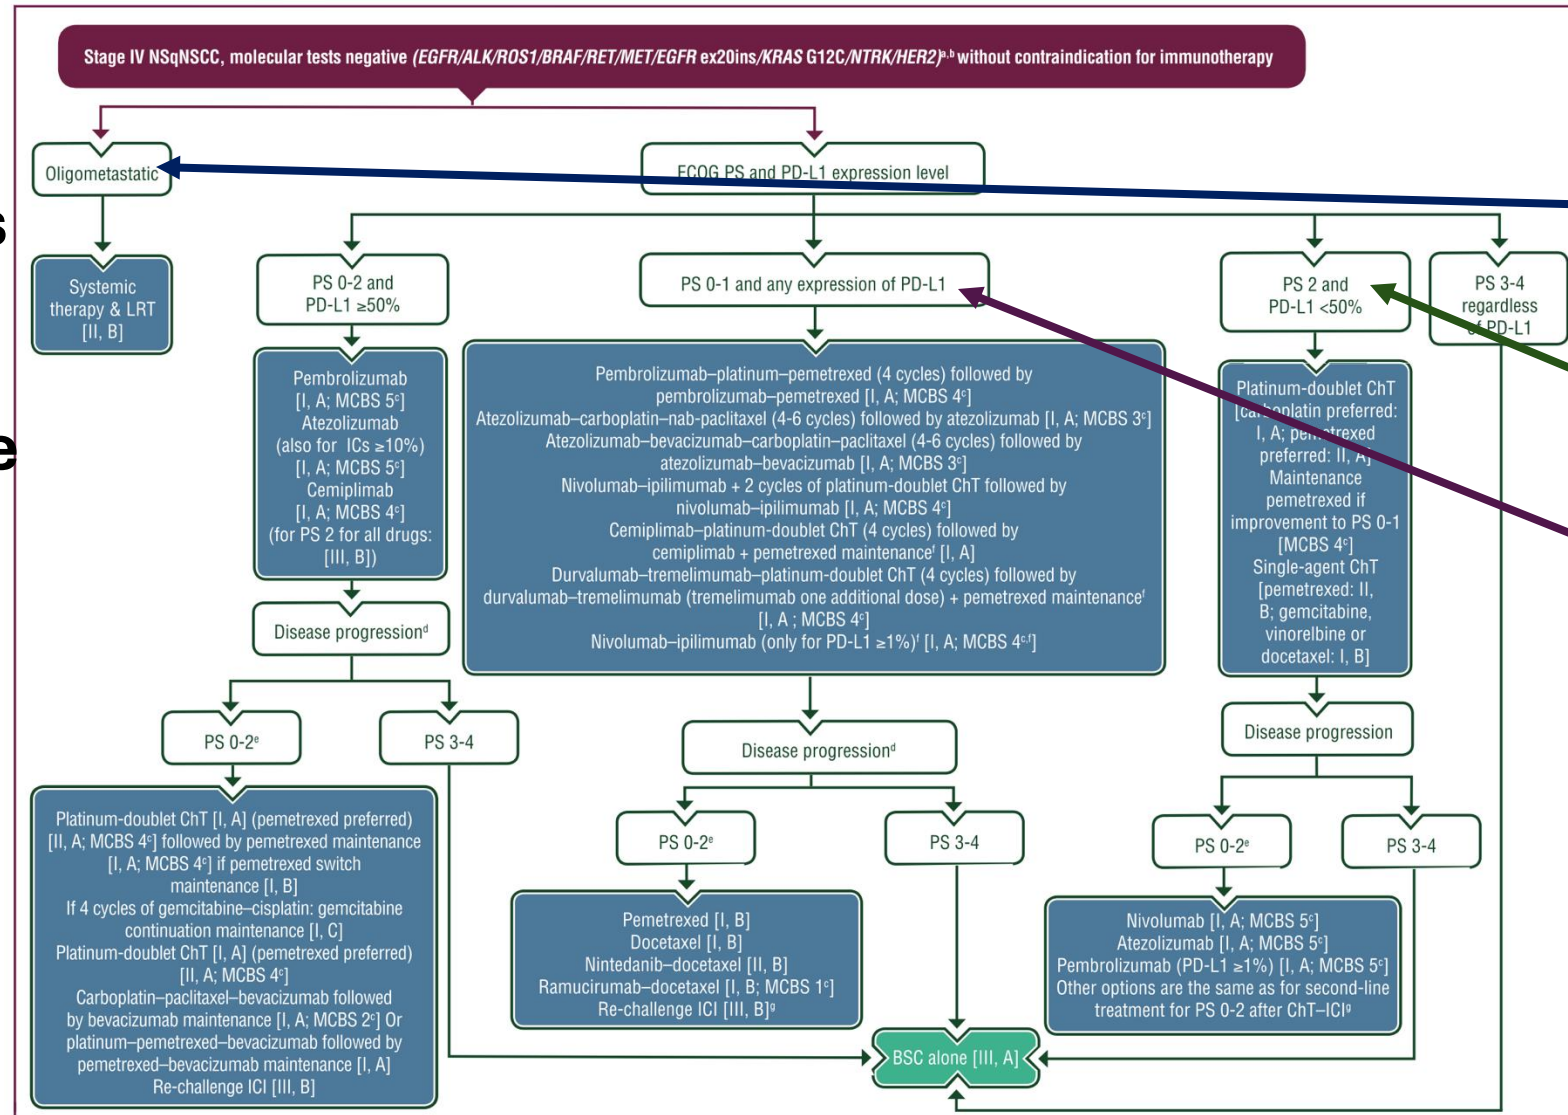 Stage IV NSqNSCC, molecular tests negative (EGFR/ALK/ROS1/BRAF/RET/MET/EGFR ex20ins/KRAS G12C/NTRK/HER2)ᵃ,ᵇ without contraindication for immunotherapy
Oligometastatic
ECOG PS and PD-L1 expression level
s
e
Systemic
therapy & LRT
[II, B]
PS 0-2 and
PD-L1 ≥50%
PS 0-1 and any expression of PD-L1
PS 2 and
PD-L1 <50%
PS 3-4
regardless
of PD-L1
Pembrolizumab
[I, A; MCBS 5ᶜ]
Atezolizumab
(also for ICs ≥10%)
[I, A; MCBS 5ᶜ]
Cemiplimab
[I, A; MCBS 4ᶜ]
(for PS 2 for all drugs:
[III, B])
Pembrolizumab–platinum–pemetrexed (4 cycles) followed by
pembrolizumab–pemetrexed [I, A; MCBS 4ᶜ]
Atezolizumab–carboplatin–nab-paclitaxel (4-6 cycles) followed by atezolizumab [I, A; MCBS 3ᶜ]
Atezolizumab–bevacizumab–carboplatin–paclitaxel (4-6 cycles) followed by
atezolizumab–bevacizumab [I, A; MCBS 3ᶜ]
Nivolumab–ipilimumab + 2 cycles of platinum-doublet ChT followed by
nivolumab–ipilimumab [I, A; MCBS 4ᶜ]
Cemiplimab–platinum-doublet ChT (4 cycles) followed by
cemiplimab + pemetrexed maintenanceᶠ [I, A]
Durvalumab–tremelimumab–platinum-doublet ChT (4 cycles) followed by
durvalumab–tremelimumab (tremelimumab one additional dose) + pemetrexed maintenanceᶠ
[I, A ; MCBS 4ᶜ]
Nivolumab–ipilimumab (only for PD-L1 ≥1%)ᶠ [I, A; MCBS 4ᶜ,ᶠ]
Platinum-doublet ChT
[carboplatin preferred:
I, A; pemetrexed
preferred: II, A]
Maintenance
pemetrexed if
improvement to PS 0-1
[MCBS 4ᶜ]
Single-agent ChT
[pemetrexed: II,
B; gemcitabine,
vinorelbine or
docetaxel: I, B]
Disease progressionᵈ
PS 0-2ᵉ
PS 3-4
Platinum-doublet ChT [I, A] (pemetrexed preferred)
[II, A; MCBS 4ᶜ] followed by pemetrexed maintenance
[I, A; MCBS 4ᶜ] if pemetrexed switch
maintenance [I, B]
If 4 cycles of gemcitabine–cisplatin: gemcitabine
continuation maintenance [I, C]
Platinum-doublet ChT [I, A] (pemetrexed preferred)
[II, A; MCBS 4ᶜ]
Carboplatin–paclitaxel–bevacizumab followed
by bevacizumab maintenance [I, A; MCBS 2ᶜ] Or
platinum–pemetrexed–bevacizumab followed by
pemetrexed–bevacizumab maintenance [I, A]
Re-challenge ICI [III, B]
Disease progressionᵈ
PS 0-2ᵉ
PS 3-4
Pemetrexed [I, B]
Docetaxel [I, B]
Nintedanib–docetaxel [II, B]
Ramucirumab–docetaxel [I, B; MCBS 1ᶜ]
Re-challenge ICI [III, B]ᵍ
Disease progression
PS 0-2ᵉ
PS 3-4
Nivolumab [I, A; MCBS 5ᶜ]
Atezolizumab [I, A; MCBS 5ᶜ]
Pembrolizumab (PD-L1 ≥1%) [I, A; MCBS 5ᶜ]
Other options are the same as for second-line
treatment for PS 0-2 after ChT–ICIᵍ
BSC alone [III, A]